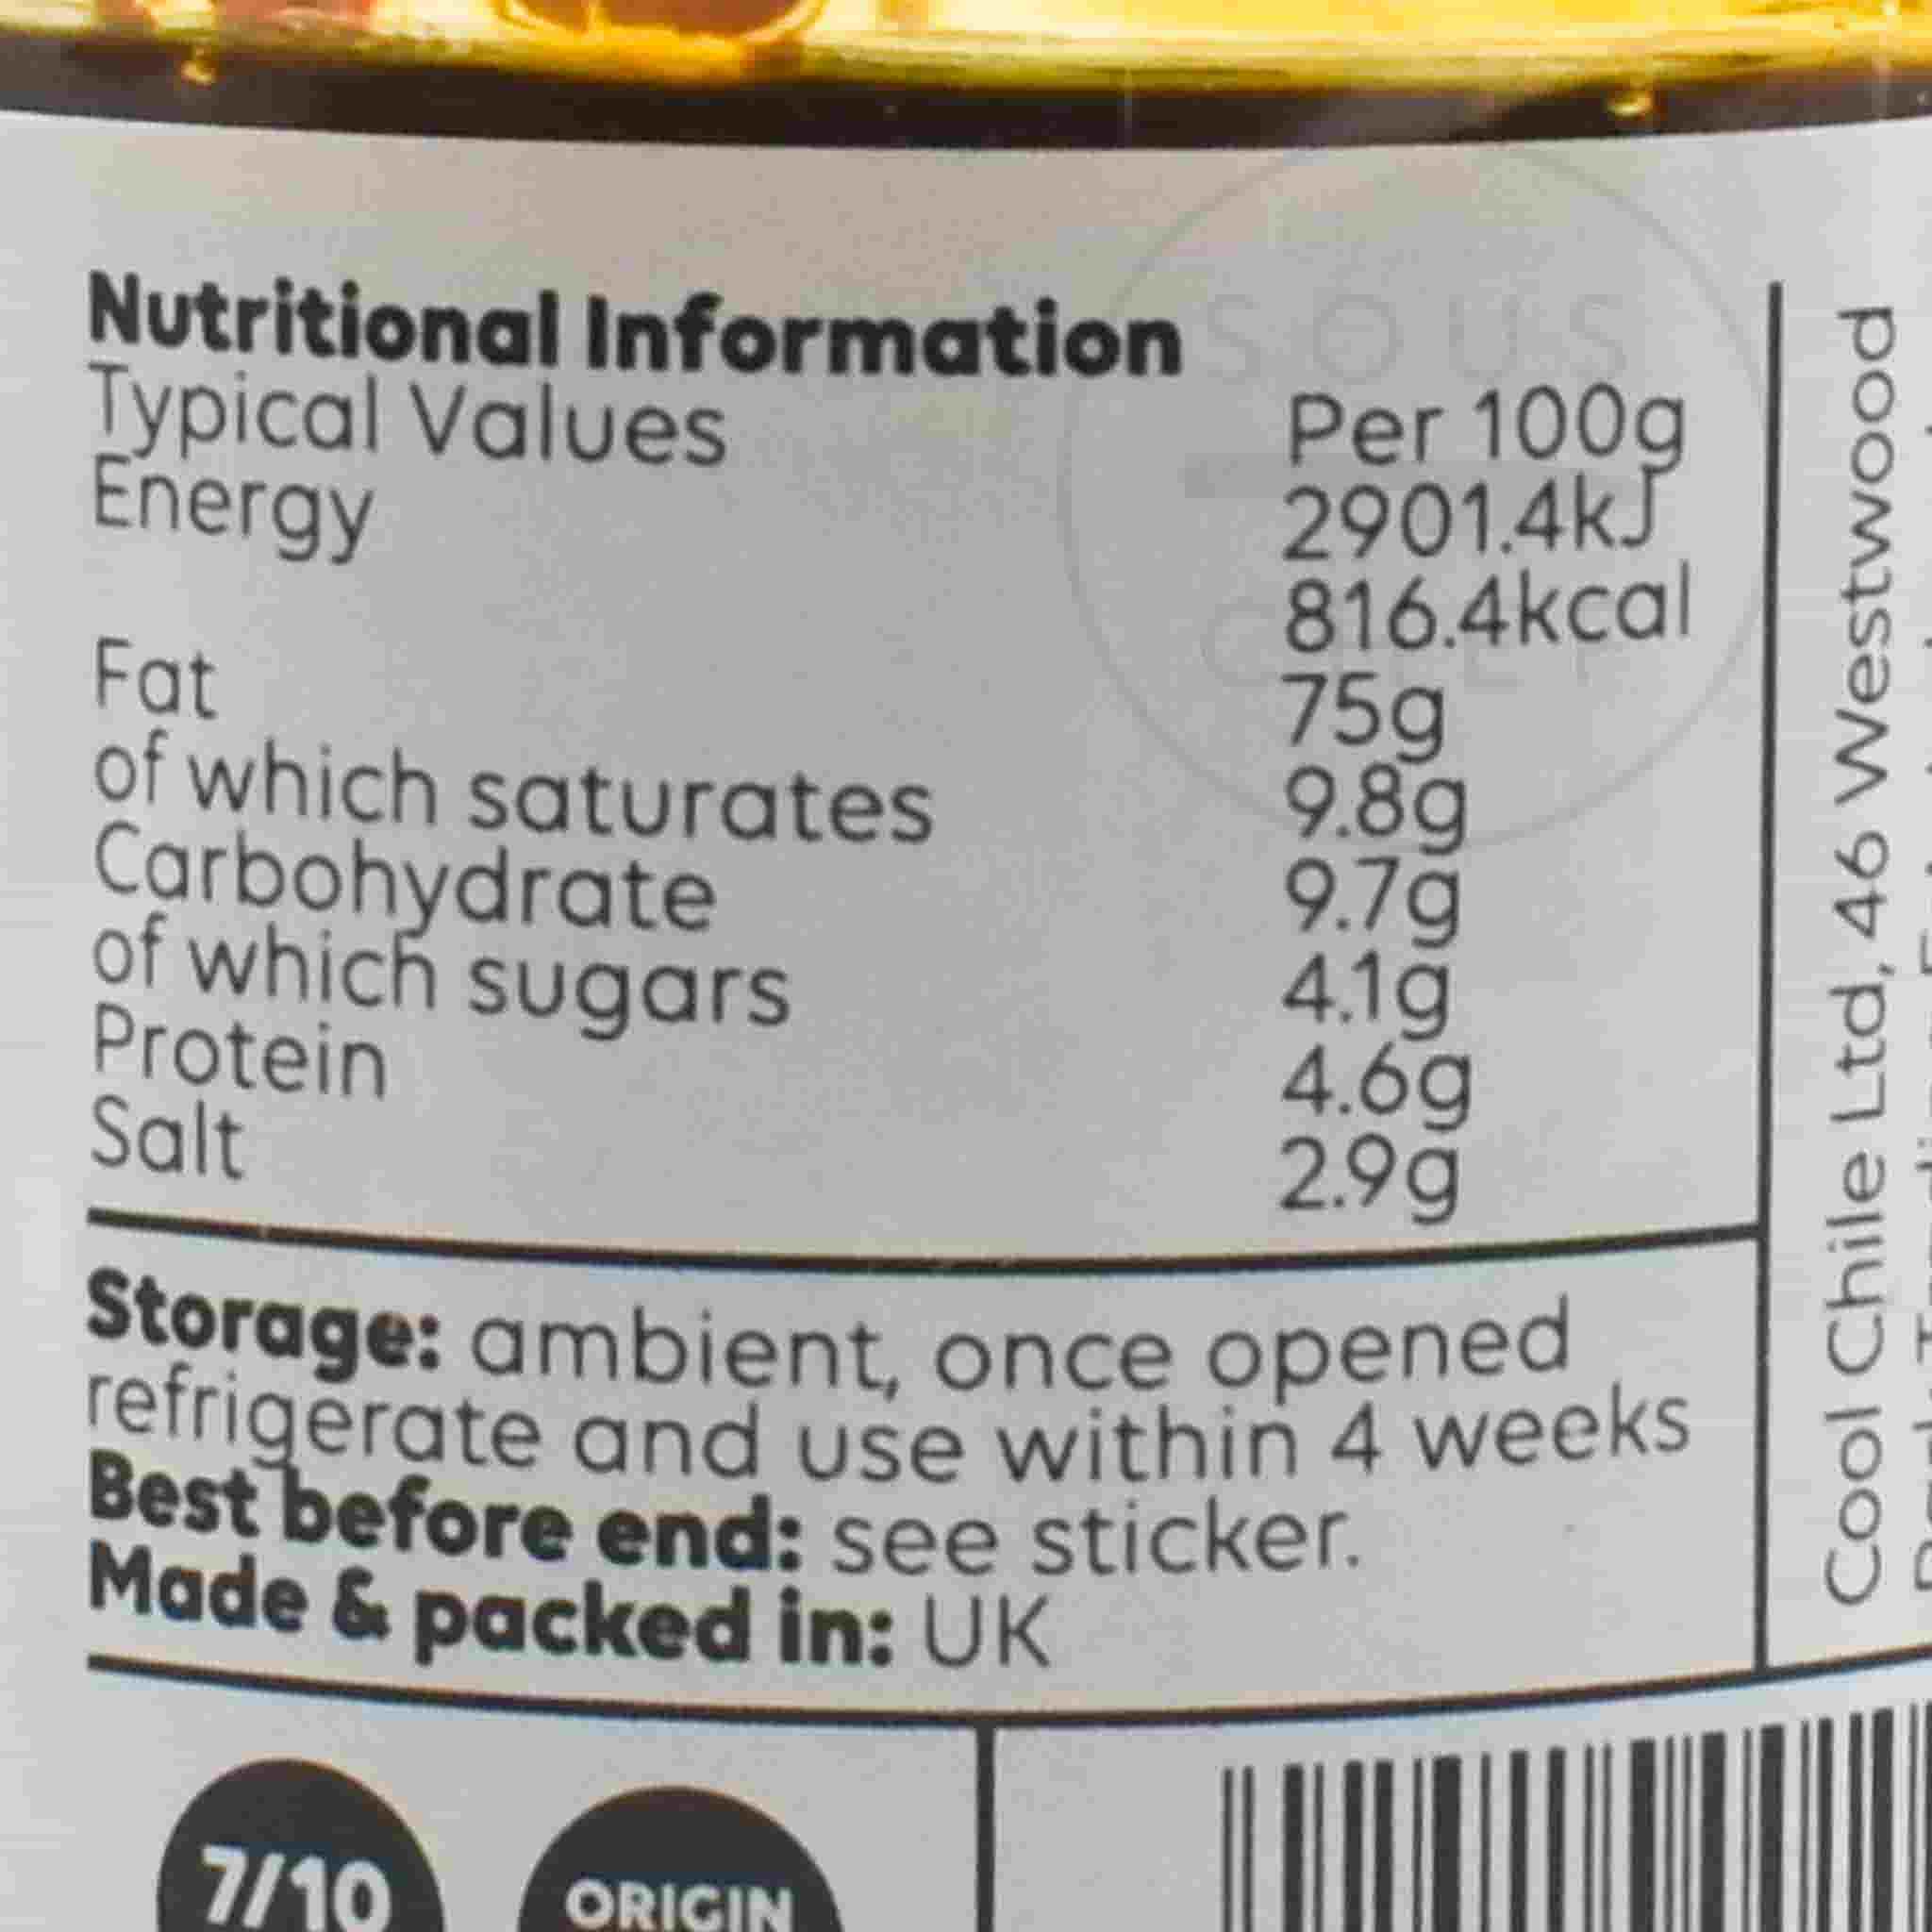 Nutritional Information
Typical Values Per 100g
Energy 2901.4kJ
816.4kcal
Fat 75g
of which saturates 9.8g
Carbohydrate 9.7g
of which sugars 4.1g
Protein 4.6g
Salt 2.9g
Storage: ambient, once opened
refrigerate and use within 4 weeks
Best before end: see sticker.
Made & packed in: UK
7/10
ORIGIN
Cool Chile Ltd, 46 Westwood
SOUS